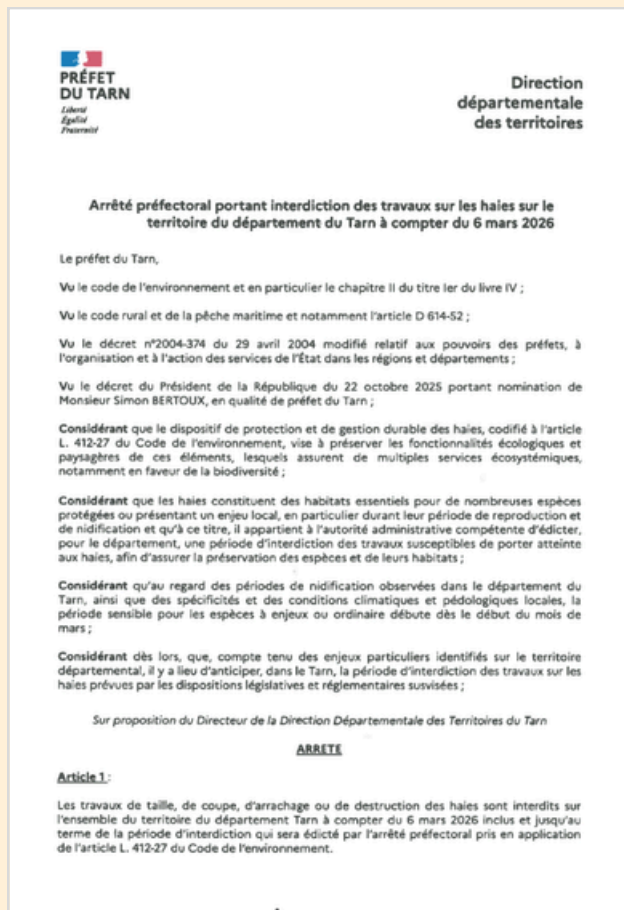 PRÉFET
DU TARN
Liberté
Égalité
Fraternité
Direction
départementale
des territoires
Arrêté préfectoral portant interdiction des travaux sur les haies sur le
territoire du département du Tarn à compter du 6 mars 2026
Le préfet du Tarn,
Vu le code de l'environnement et en particulier le chapitre II du titre Ier du livre IV ;
Vu le code rural et de la pêche maritime et notamment l'article D 614-52 ;
Vu le décret n°2004-374 du 29 avril 2004 modifié relatif aux pouvoirs des préfets, à
l'organisation et à l'action des services de l'État dans les régions et départements ;
Vu le décret du Président de la République du 22 octobre 2025 portant nomination de
Monsieur Simon BERTOUX, en qualité de préfet du Tarn ;
Considérant que le dispositif de protection et de gestion durable des haies, codifié à l'article
L. 412-27 du Code de l'environnement, vise à préserver les fonctionnalités écologiques et
paysagères de ces éléments, lesquels assurent de multiples services écosystémiques,
notamment en faveur de la biodiversité ;
Considérant que les haies constituent des habitats essentiels pour de nombreuses espèces
protégées ou présentant un enjeu local, en particulier durant leur période de reproduction et
de nidification et qu'à ce titre, il appartient à l'autorité administrative compétente d'édicter,
pour le département, une période d'interdiction des travaux susceptibles de porter atteinte
aux haies, afin d'assurer la préservation des espèces et de leurs habitats ;
Considérant qu'au regard des périodes de nidification observées dans le département du
Tarn, ainsi que des spécificités et des conditions climatiques et pédologiques locales, la
période sensible pour les espèces à enjeux ou ordinaire débute dès le début du mois de
mars ;
Considérant dès lors, que, compte tenu des enjeux particuliers identifiés sur le territoire
départemental, il y a lieu d'anticiper, dans le Tarn, la période d'interdiction des travaux sur les
haies prévues par les dispositions législatives et réglementaires susvisées ;
Sur proposition du Directeur de la Direction Départementale des Territoires du Tarn
ARRETE
Article 1 :
Les travaux de taille, de coupe, d'arrachage ou de destruction des haies sont interdits sur
l'ensemble du territoire du département Tarn à compter du 6 mars 2026 inclus et jusqu'au
terme de la période d'interdiction qui sera édicté par l'arrêté préfectoral pris en application
de l'article L. 412-27 du Code de l'environnement.